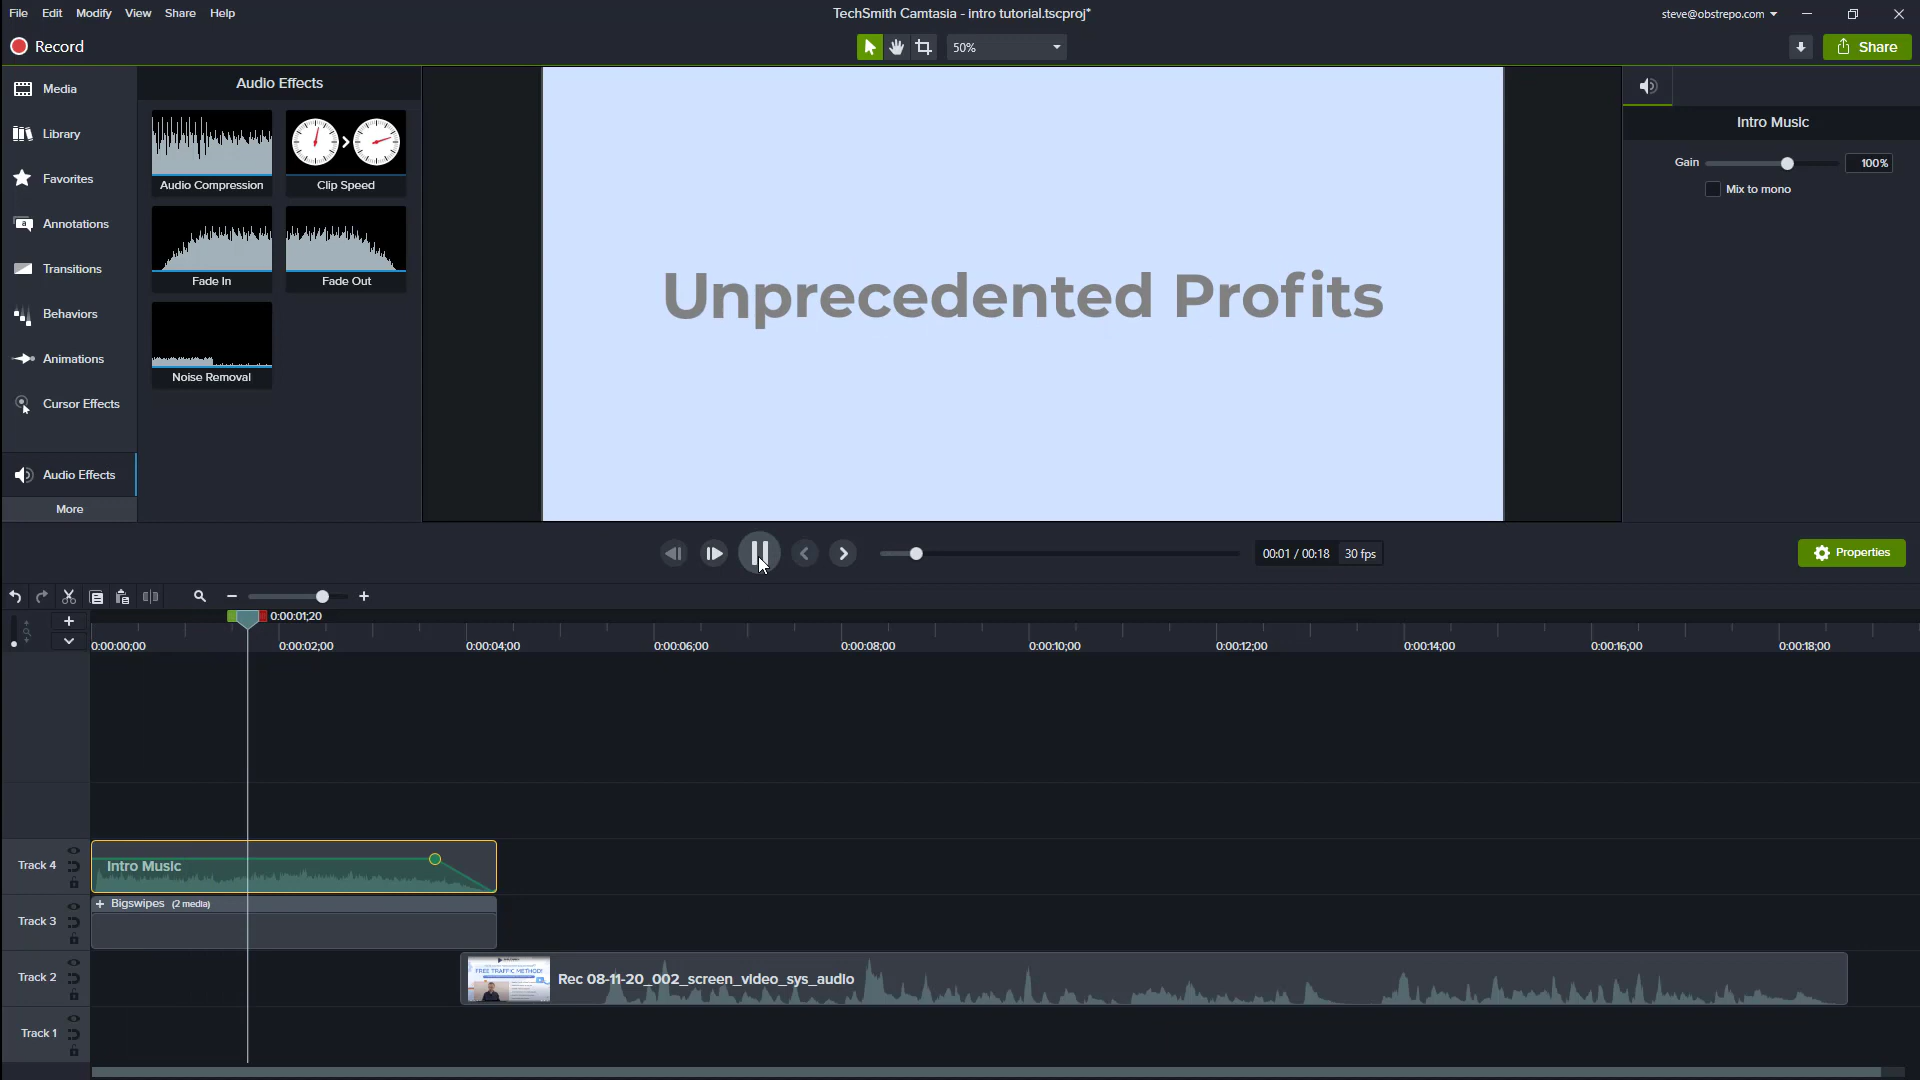 File Edit Modify View Share Help
TechSmith Camtasia - intro tutorial.tscproj*
steve@obstrepo.com
Record
50%
Share
Media
Library
Favorites
Annotations
Transitions
Behaviors
Animations
Cursor Effects
Audio Effects
More
Audio Effects
Audio Compression
Clip Speed
Fade In
Fade Out
Noise Removal
Unprecedented Profits
Intro Music
Gain
100%
Mix to mono
00:01 / 00:18
30 fps
Properties
0:00:01;20
0:00:00;00 0:00:02;00 0:00:04;00 0:00:06;00 0:00:08;00 0:00:10;00 0:00:12;00 0:00:14;00 0:00:16;00 0:00:18;00
Track 4
Intro Music
Track 3
+ Bigswipes (2 media)
Track 2
FREE TRAFFIC METHOD!
Rec 08-11-20_002_screen_video_sys_audio
Track 1